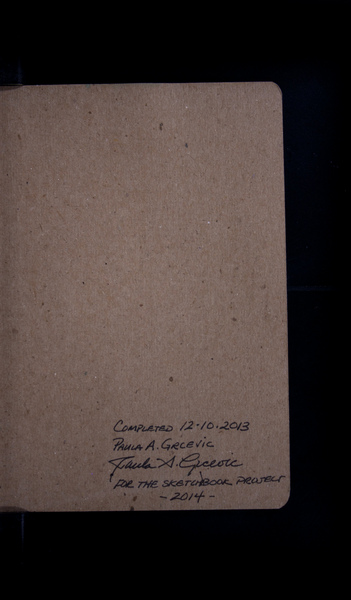 COMPLETED 12-10-2013
PAULA A. GRCEVIC
Paula A. Grcevic
FOR THE SKETCHBOOK PROJECT
- 2014 -